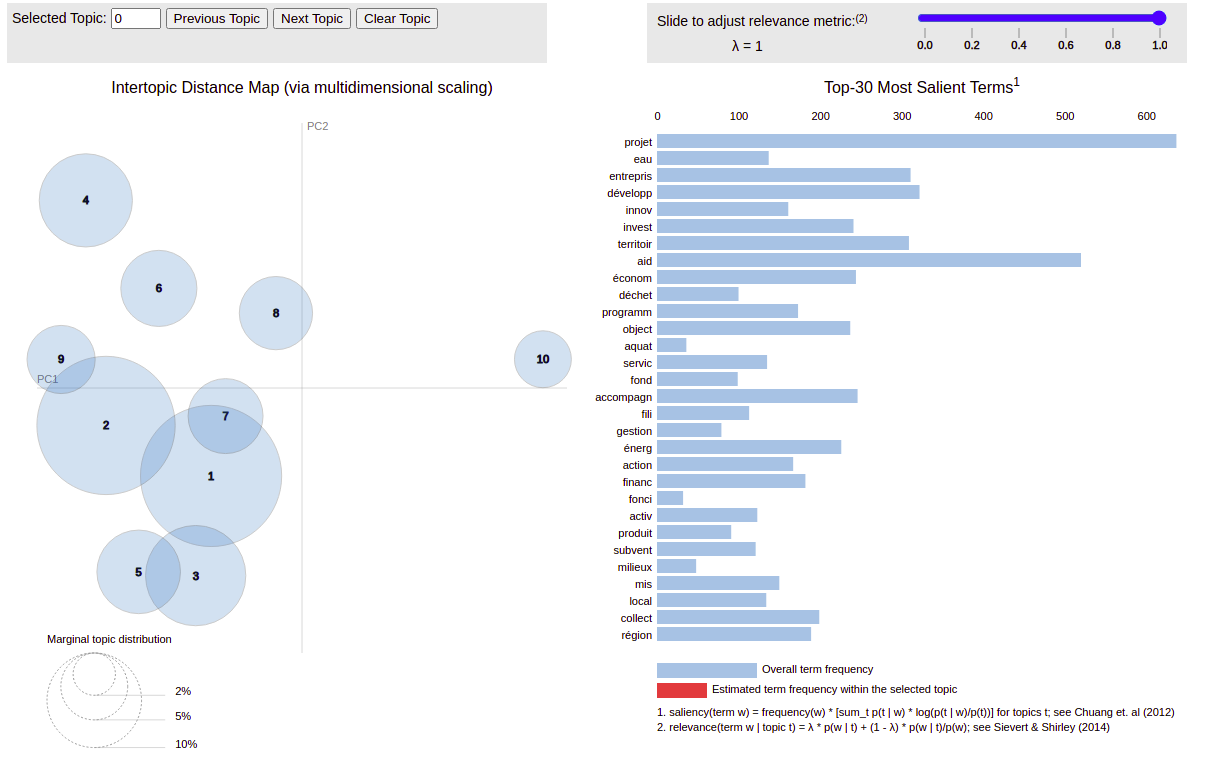 Selected Topic: 0 Previous Topic Next Topic Clear Topic
Slide to adjust relevance metric:(2)
λ = 1
0.0 0.2 0.4 0.6 0.8 1.0
Intertopic Distance Map (via multidimensional scaling)
PC2
4
6
8
9
10
PC1
7
2
1
5
3
Marginal topic distribution
2%
5%
10%
Top-30 Most Salient Terms1
0 100 200 300 400 500 600
projet
eau
entrepris
développ
innov
invest
territoir
aid
économ
déchet
programm
object
aquat
servic
fond
accompagn
fili
gestion
énerg
action
financ
fonci
activ
produit
subvent
milieux
mis
local
collect
région
Overall term frequency
Estimated term frequency within the selected topic
1. saliency(term w) = frequency(w) * [sum_t p(t | w) * log(p(t | w)/p(t))] for topics t; see Chuang et. al (2012)
2. relevance(term w | topic t) = λ * p(w | t) + (1 - λ) * p(w | t)/p(w); see Sievert & Shirley (2014)